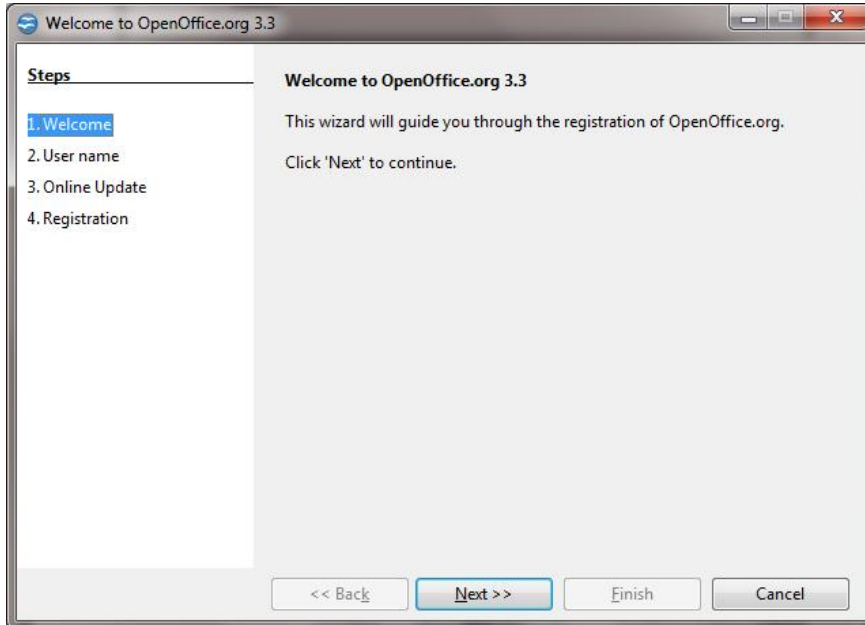 Welcome to OpenOffice.org 3.3
Steps
1. Welcome
2. User name
3. Online Update
4. Registration
Welcome to OpenOffice.org 3.3
This wizard will guide you through the registration of OpenOffice.org.
Click 'Next' to continue.
<< Back
Next >>
Finish
Cancel